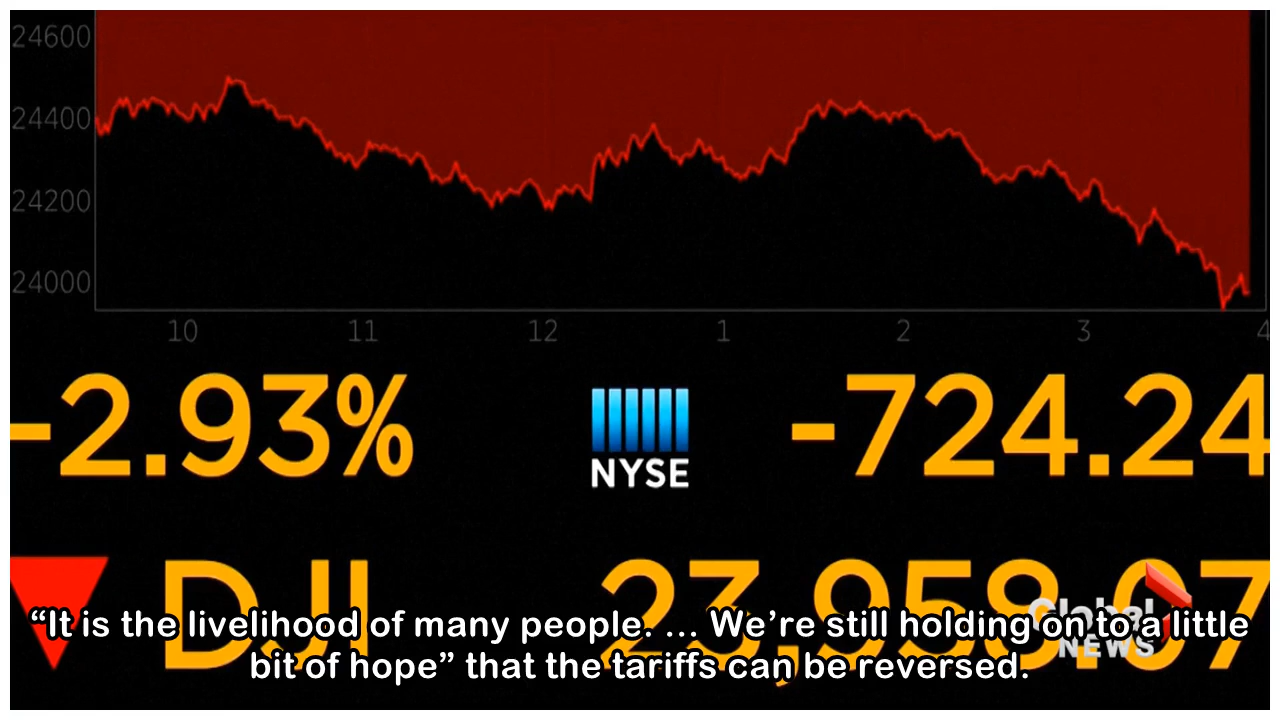 24600
24400
24200
24000
10 11 12 1 2 3 4
-2.93% NYSE -724.24
DJI 23,958.07
Global
NEWS
“It is the livelihood of many people. ... We’re still holding on to a little
bit of hope” that the tariffs can be reversed.